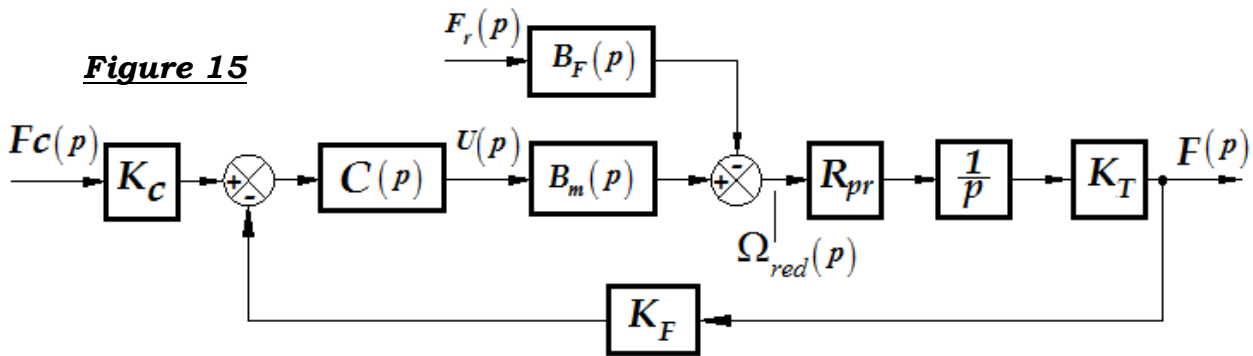 Figure 15
F_r(p)
B_F(p)
Fc(p)
K_C
+
-
C(p)
U(p)
B_m(p)
-
+
Ω_red(p)
R_pr
1/p
K_T
F(p)
K_F